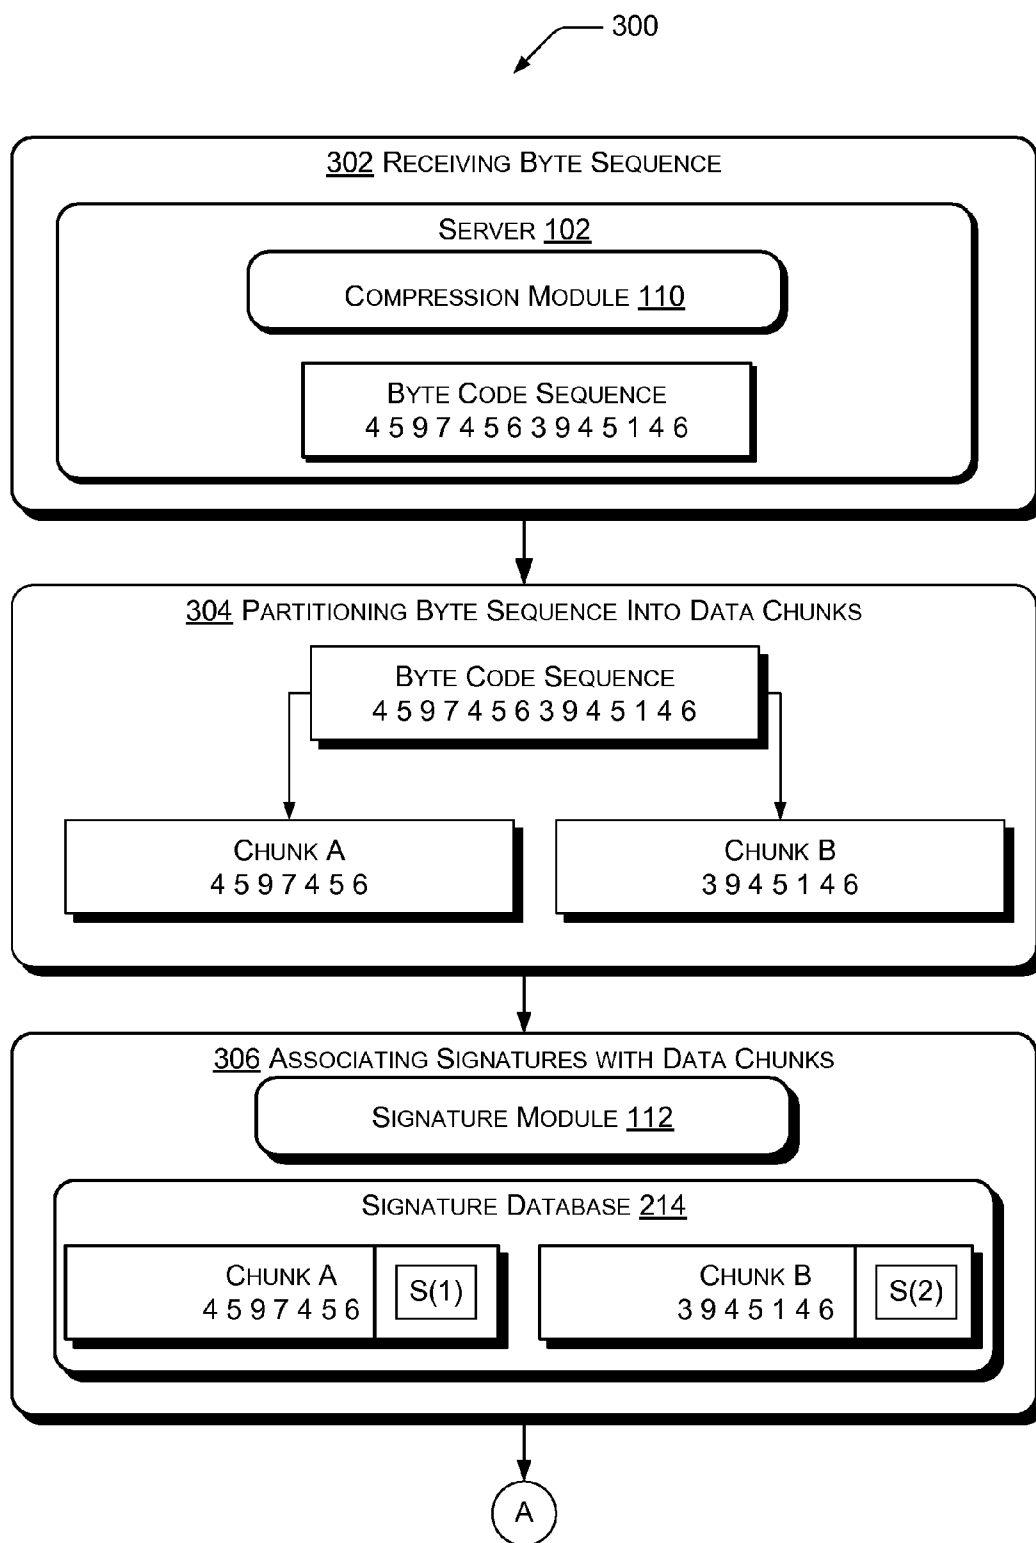 300
302 RECEIVING BYTE SEQUENCE
SERVER 102
COMPRESSION MODULE 110
BYTE CODE SEQUENCE
4 5 9 7 4 5 6 3 9 4 5 1 4 6
304 PARTITIONING BYTE SEQUENCE INTO DATA CHUNKS
BYTE CODE SEQUENCE
4 5 9 7 4 5 6 3 9 4 5 1 4 6
CHUNK A
4 5 9 7 4 5 6
CHUNK B
3 9 4 5 1 4 6
306 ASSOCIATING SIGNATURES WITH DATA CHUNKS
SIGNATURE MODULE 112
SIGNATURE DATABASE 214
CHUNK A
4 5 9 7 4 5 6
S(1)
CHUNK B
3 9 4 5 1 4 6
S(2)
A